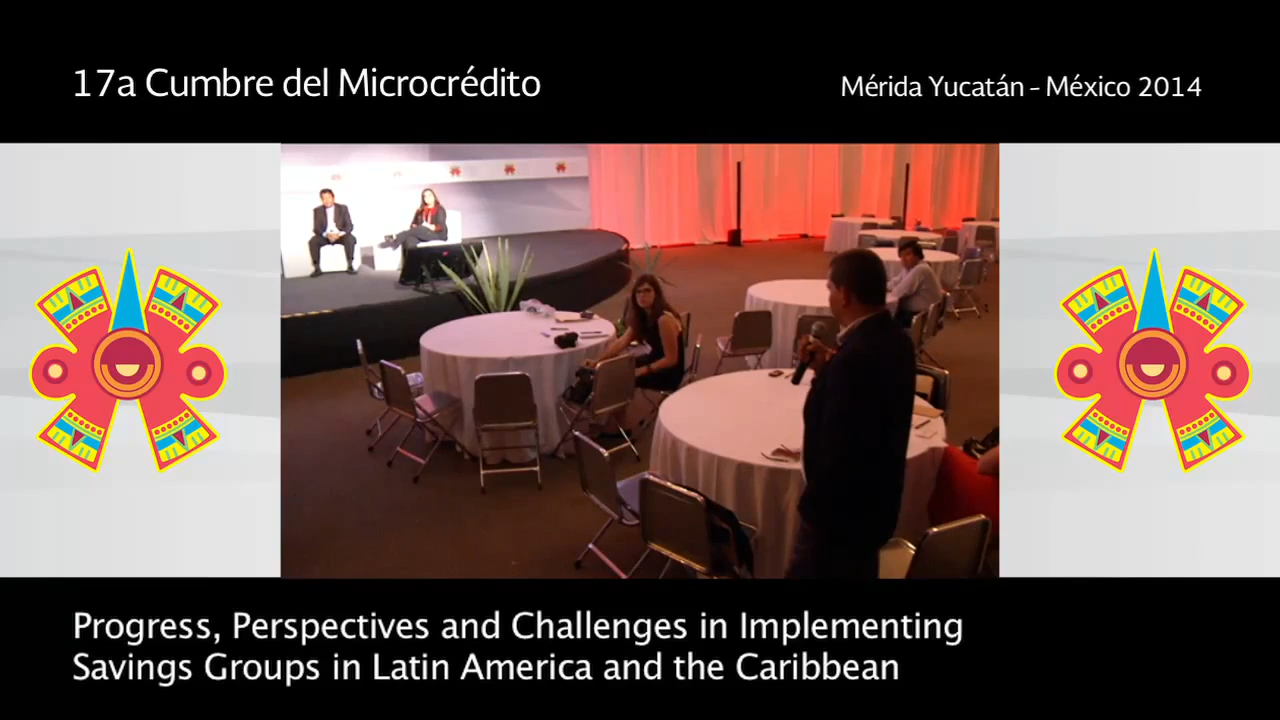 17a Cumbre del Microcrédito
Mérida Yucatán - México 2014
Progress, Perspectives and Challenges in Implementing
Savings Groups in Latin America and the Caribbean